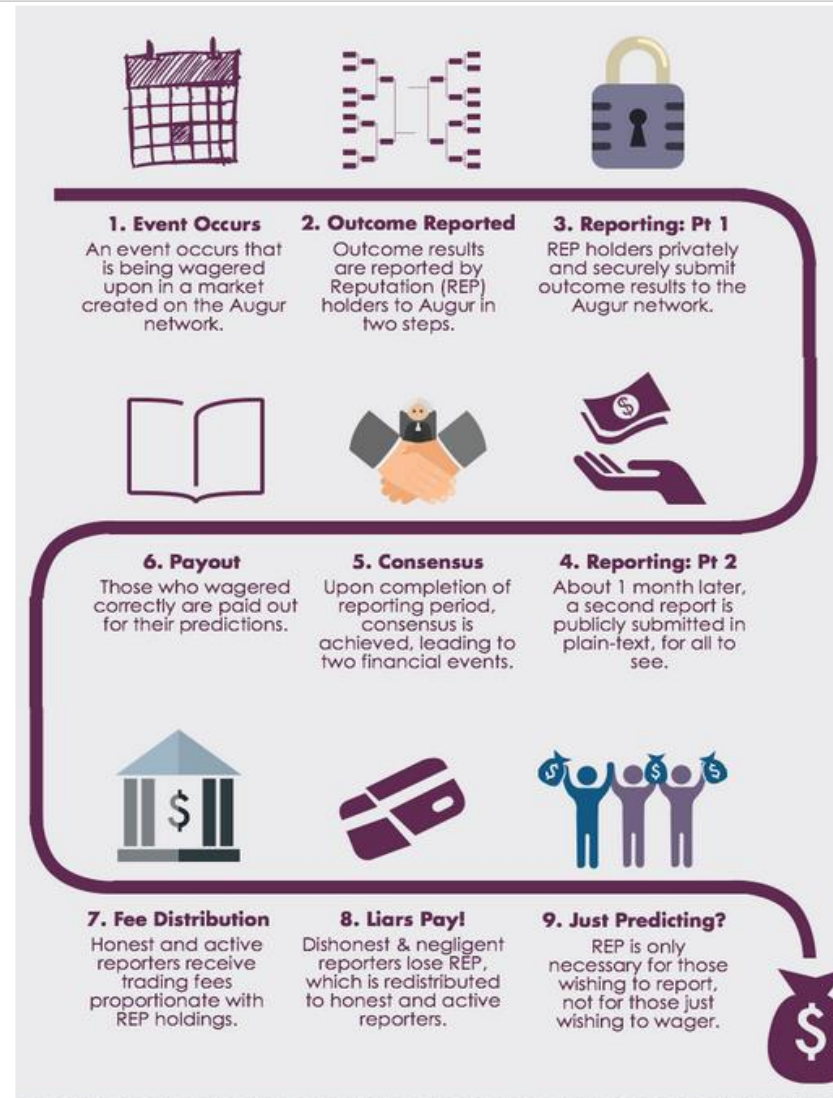 1. Event Occurs
An event occurs that
is being wagered
upon in a market
created on the Augur
network.
2. Outcome Reported
Outcome results
are reported by
Reputation (REP)
holders to Augur in
two steps.
3. Reporting: Pt 1
REP holders privately
and securely submit
outcome results to the
Augur network.
$
4. Reporting: Pt 2
About 1 month later,
a second report is
publicly submitted in
plain-text, for all to
see.
5. Consensus
Upon completion of
reporting period,
consensus is
achieved, leading to
two financial events.
6. Payout
Those who wagered
correctly are paid out
for their predictions.
$
$ $ $
7. Fee Distribution
Honest and active
reporters receive
trading fees
proportionate with
REP holdings.
8. Liars Pay!
Dishonest & negligent
reporters lose REP,
which is redistributed
to honest and active
reporters.
9. Just Predicting?
REP is only
necessary for those
wishing to report,
not for those just
wishing to wager.
$